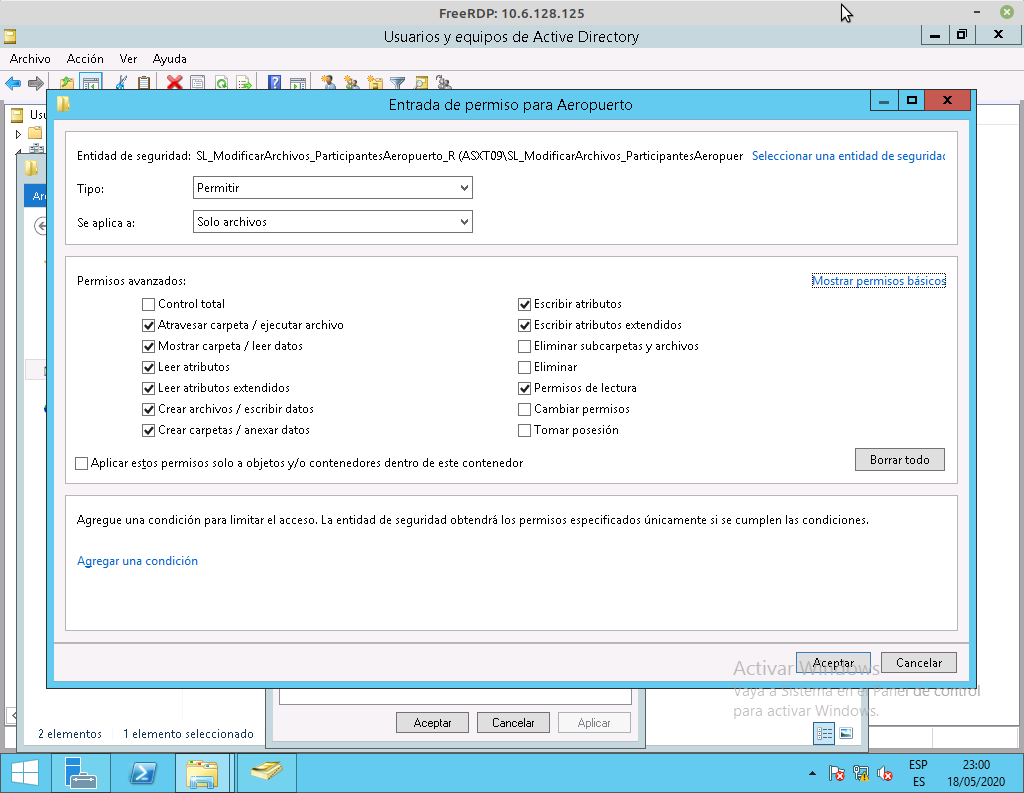 FreeRDP: 10.6.128.125
Usuarios y equipos de Active Directory
Archivo Acción Ver Ayuda
Entrada de permiso para Aeropuerto
Entidad de seguridad: SL_ModificarArchivos_ParticipantesAeropuerto_R (ASXT09\SL_ModificarArchivos_ParticipantesAeropuer Seleccionar una entidad de seguridad
Tipo: Permitir
Se aplica a: Solo archivos
Permisos avanzados: Mostrar permisos básicos
Control total Escribir atributos
Atravesar carpeta / ejecutar archivo Escribir atributos extendidos
Mostrar carpeta / leer datos Eliminar subcarpetas y archivos
Leer atributos Eliminar
Leer atributos extendidos Permisos de lectura
Crear archivos / escribir datos Cambiar permisos
Crear carpetas / anexar datos Tomar posesión
Aplicar estos permisos solo a objetos y/o contenedores dentro de este contenedor Borrar todo
Agregue una condición para limitar el acceso. La entidad de seguridad obtendrá los permisos especificados únicamente si se cumplen las condiciones.
Agregar una condición
Aceptar Cancelar
Activar Windows
Vaya a Sistema en el Panel de control
para activar Windows.
Aceptar Cancelar Aplicar
2 elementos 1 elemento seleccionado
ESP 23:00
ES 18/05/2020